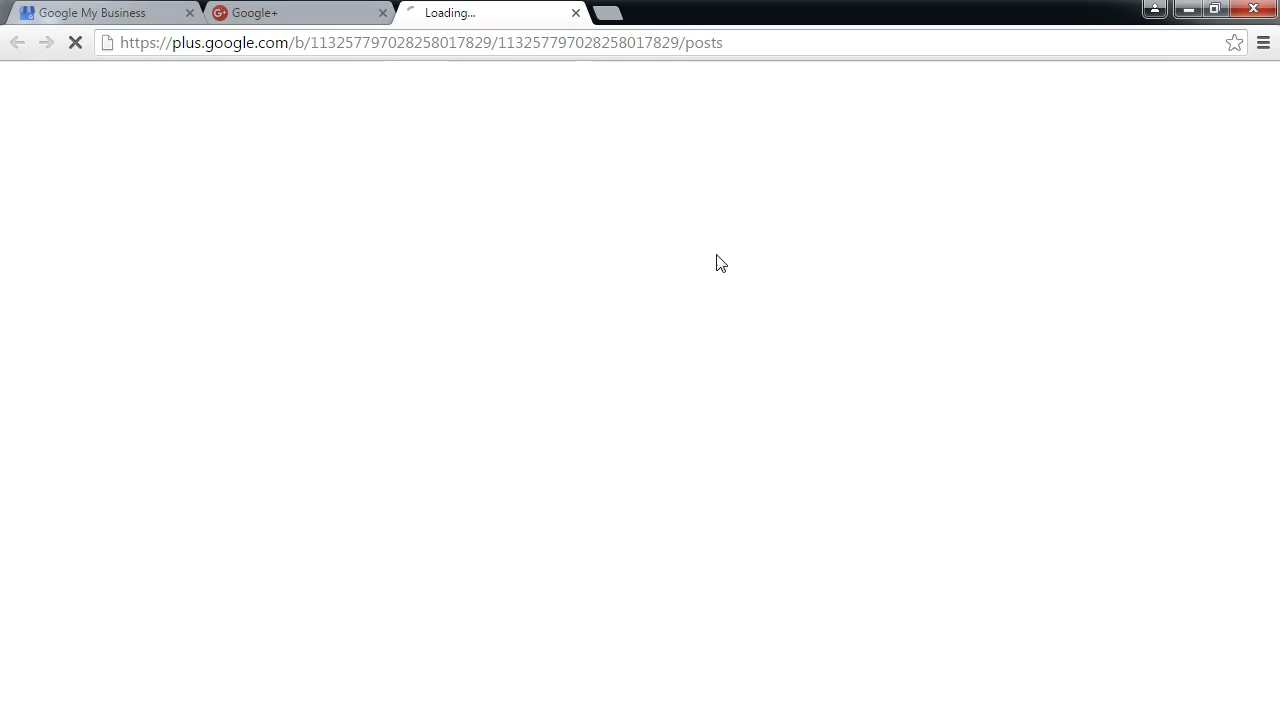 Google My Business
Google+
Loading...
https://plus.google.com/b/113257797028258017829/113257797028258017829/posts